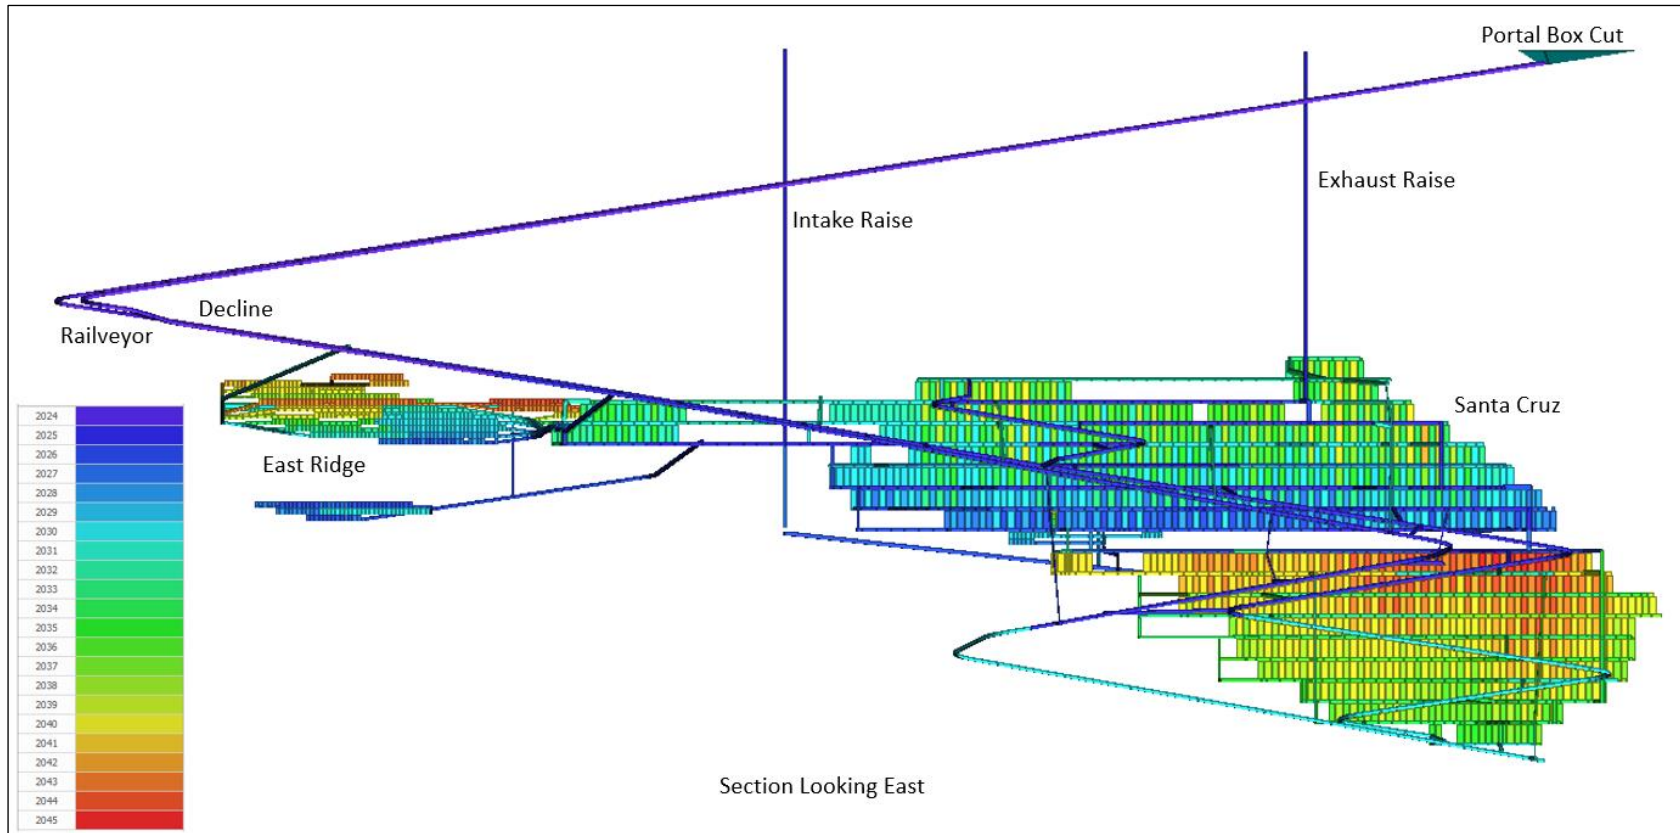 Portal Box Cut
Exhaust Raise
Intake Raise
Decline
Railveyor
Santa Cruz
East Ridge
2024
2025
2026
2027
2028
2029
2030
2031
2032
2033
2034
2035
2036
2037
2038
2039
2040
2041
2042
2043
2044
2045
Section Looking East